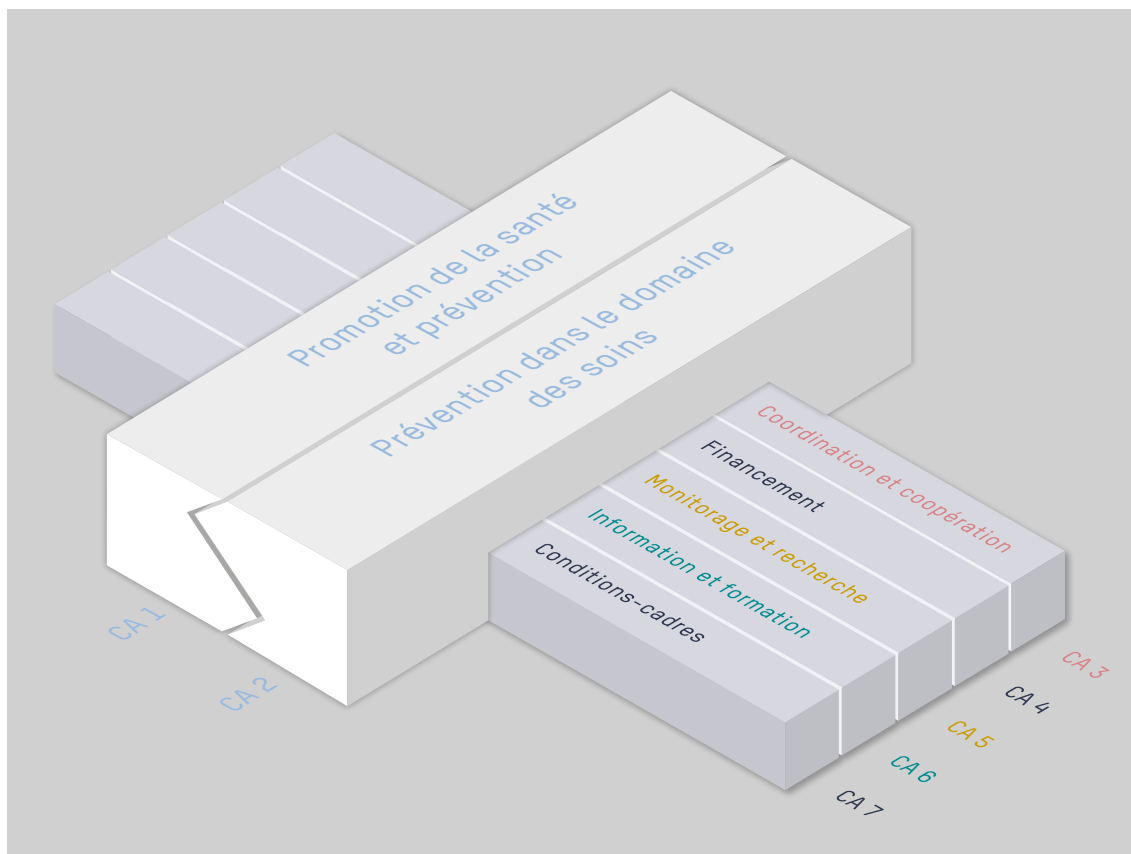 Promotion de la santé
et prévention
Prévention dans le domaine
des soins
Coordination et coopération
Financement
Monitorage et recherche
Information et formation
Conditions-cadres
CA 1
CA 2
CA 3
CA 4
CA 5
CA 6
CA 7